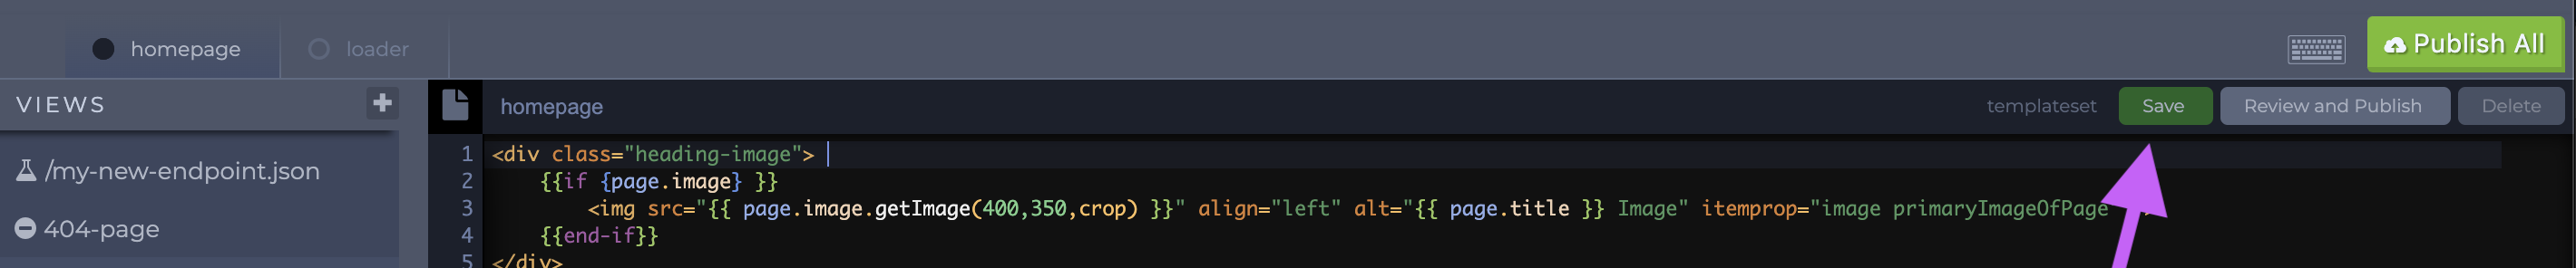 homepage
loader
Publish All
VIEWS
homepage
templateset
Save
Review and Publish
Delete
/my-new-endpoint.json
404-page
1 <div class="heading-image">
2 {{if {page.image} }}
3 <img src="{{ page.image.getImage(400,350,crop) }}" align="left" alt="{{ page.title }} Image" itemprop="image primaryImageOfPage
4 {{end-if}}
5 </div>